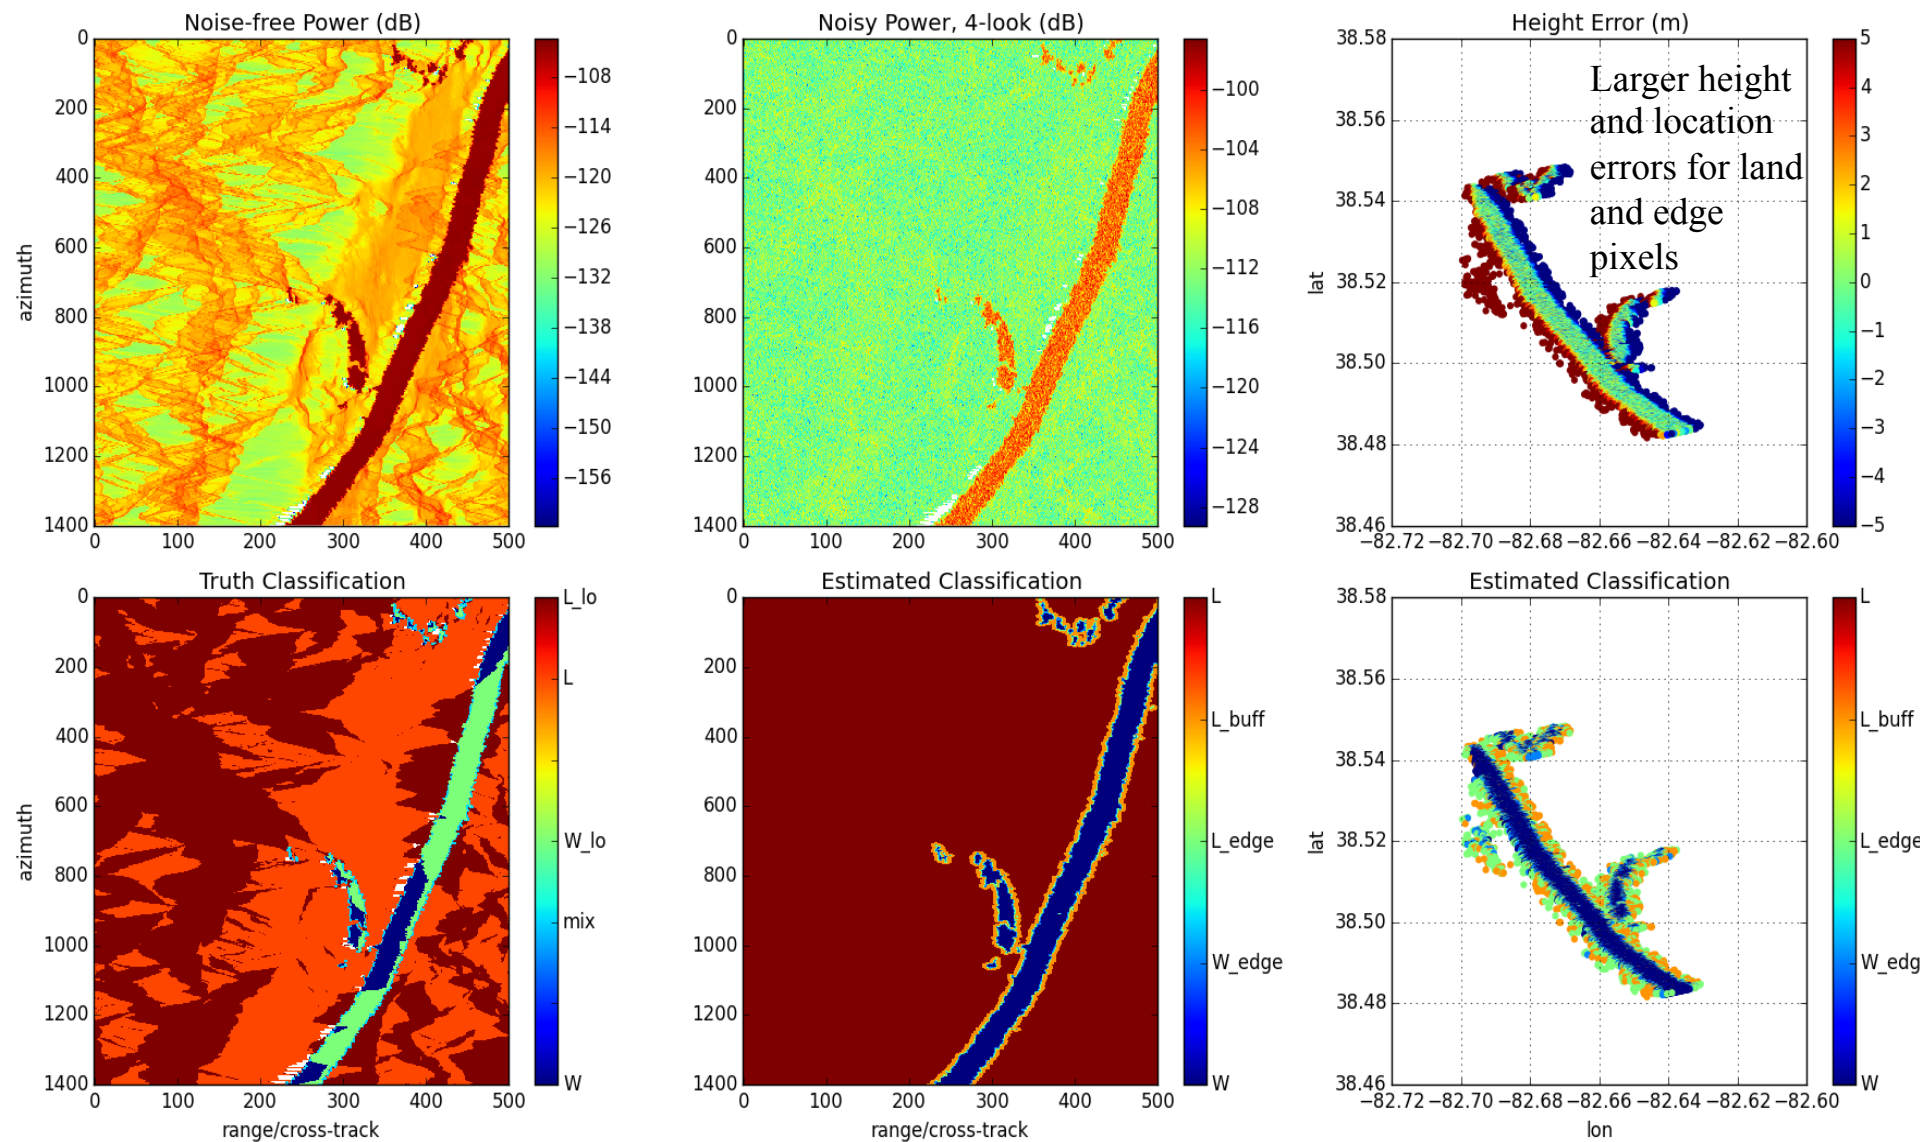 Noise-free Power (dB)
0
200
400
600
800
1000
1200
1400
azimuth
0 100 200 300 400 500
−108
−114
−120
−126
−132
−138
−144
−150
−156
Noisy Power, 4-look (dB)
0
200
400
600
800
1000
1200
1400
0 100 200 300 400 500
−100
−104
−108
−112
−116
−120
−124
−128
Height Error (m)
38.58
38.56
38.54
38.52
38.50
38.48
38.46
lat
−82.72 −82.70 −82.68 −82.66 −82.64 −82.62 −82.60
Larger height
and location
errors for land
and edge
pixels
5
4
3
2
1
0
−1
−2
−3
−4
−5
Truth Classification
0
200
400
600
800
1000
1200
1400
azimuth
0 100 200 300 400 500
range/cross-track
L_lo
L
W_lo
mix
W
Estimated Classification
0
200
400
600
800
1000
1200
1400
0 100 200 300 400 500
range/cross-track
L
L_buff
L_edge
W_edge
W
Estimated Classification
38.58
38.56
38.54
38.52
38.50
38.48
38.46
lat
−82.72 −82.70 −82.68 −82.66 −82.64 −82.62 −82.60
lon
L
L_buff
L_edge
W_edg
W